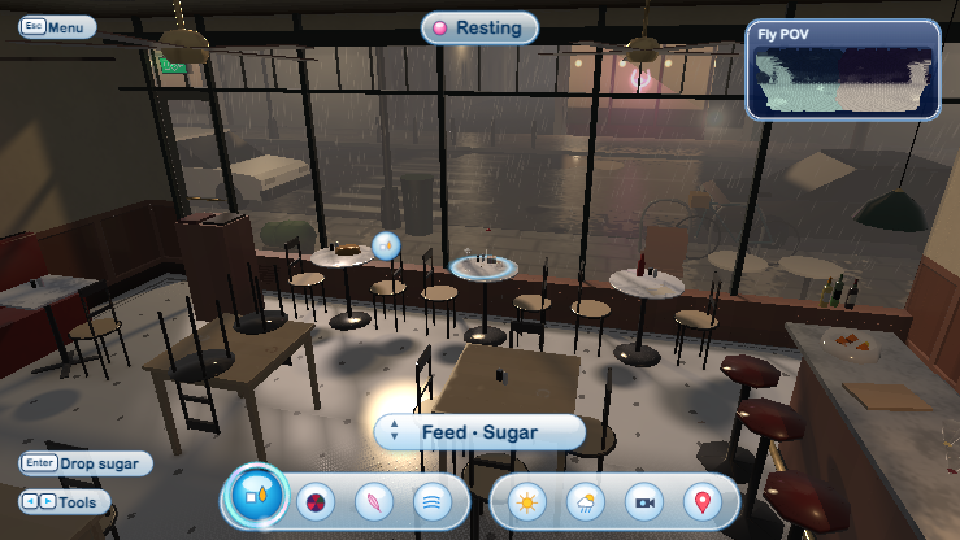 Esc Menu
Resting
Fly POV
Feed • Sugar
Enter Drop sugar
Tools